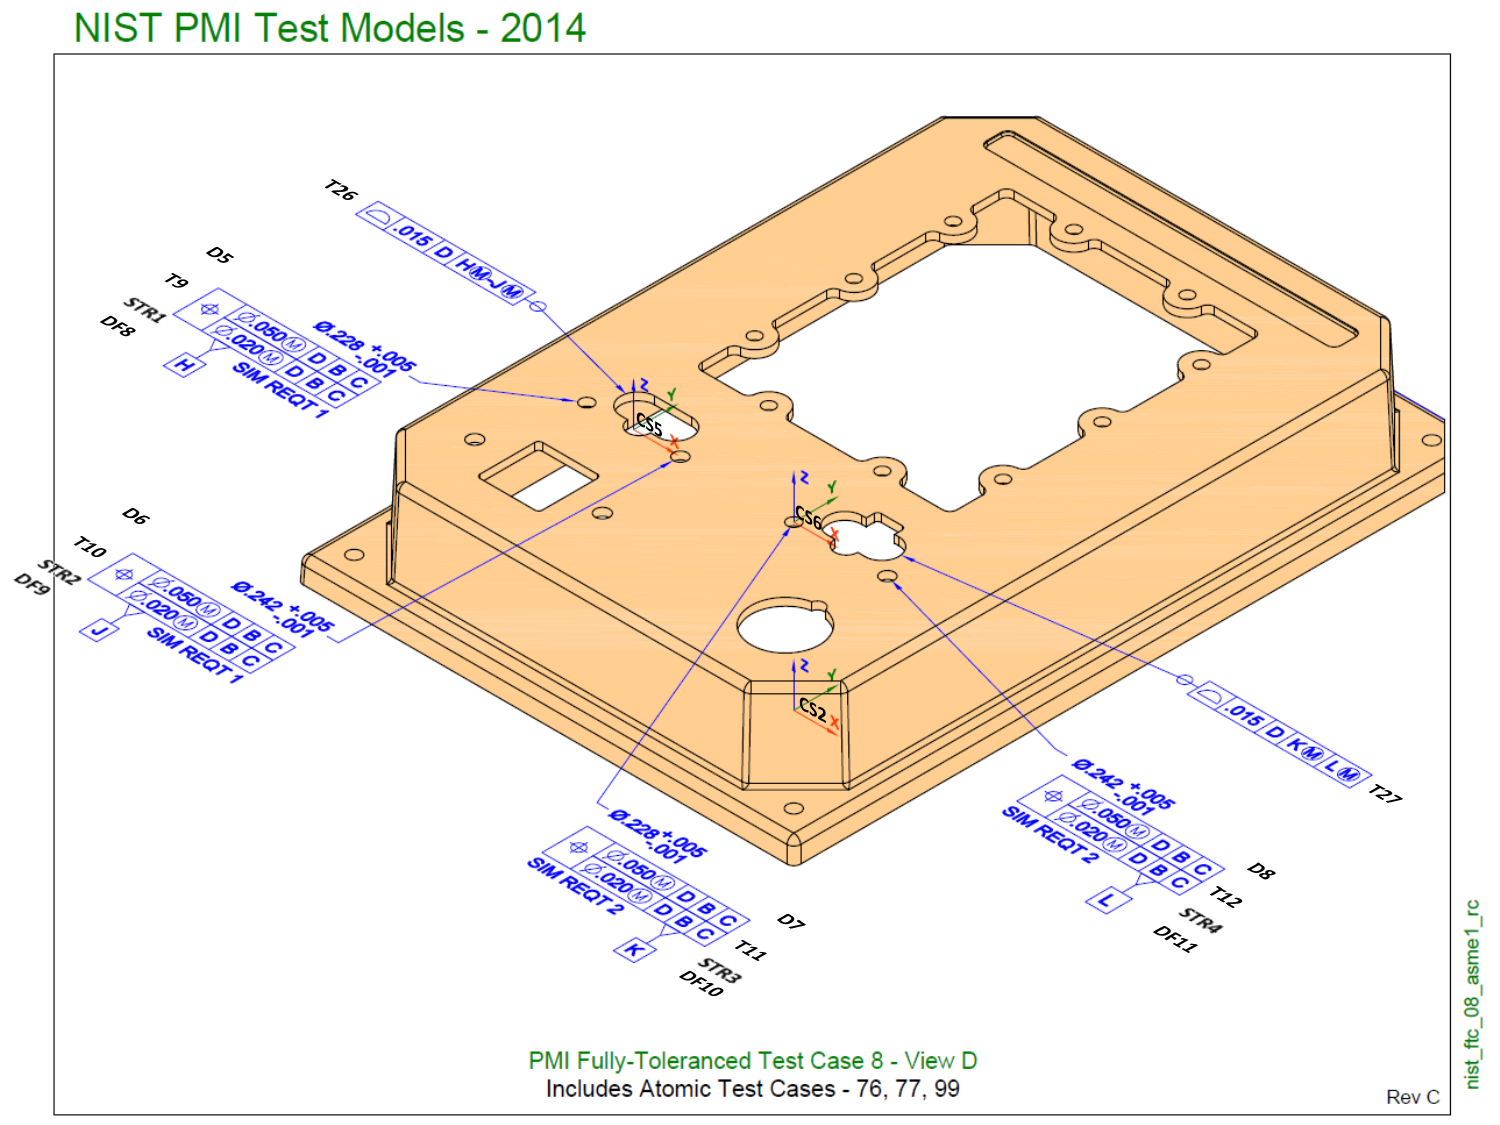 NIST PMI Test Models - 2014
T26
.015 D HⓂ-JⓂ
D5
T9
STR1
DF8
⌀.050Ⓜ D B C
⌀.020Ⓜ D B C
H
SIM REQT 1
Ø.228 +.005
-.001
Z
Y
CS5
X
Z
Y
CS6
X
D6
T10
STR2
DF9
⌀.050Ⓜ D B C
⌀.020Ⓜ D B C
J
SIM REQT 1
Ø.242 +.005
-.001
Z
Y
CS2
X
.015 D KⓂ LⓂ
T27
Ø.228 +.005
-.001
⌀.050Ⓜ D B C
⌀.020Ⓜ D B C
SIM REQT 2
K
D7
T11
STR3
DF10
Ø.242 +.005
-.001
⌀.050Ⓜ D B C
⌀.020Ⓜ D B C
SIM REQT 2
L
D8
T12
STR4
DF11
PMI Fully-Toleranced Test Case 8 - View D
Includes Atomic Test Cases - 76, 77, 99
Rev C
nist_ftc_08_asme1_rc